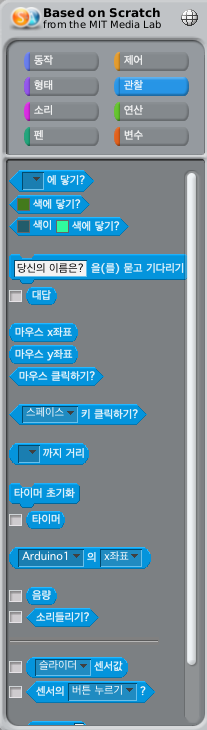 Based on Scratch
from the MIT Media Lab
동작 제어
형태 관찰
소리 연산
펜 변수
에 닿기?
색에 닿기?
색이 색에 닿기?
당신의 이름은? 을(를) 묻고 기다리기
대답
마우스 x좌표
마우스 y좌표
마우스 클릭하기?
스페이스 키 클릭하기?
까지 거리
타이머 초기화
타이머
Arduino1 의 x좌표
음량
소리들리기?
슬라이더 센서값
센서의 버튼 누르기 ?